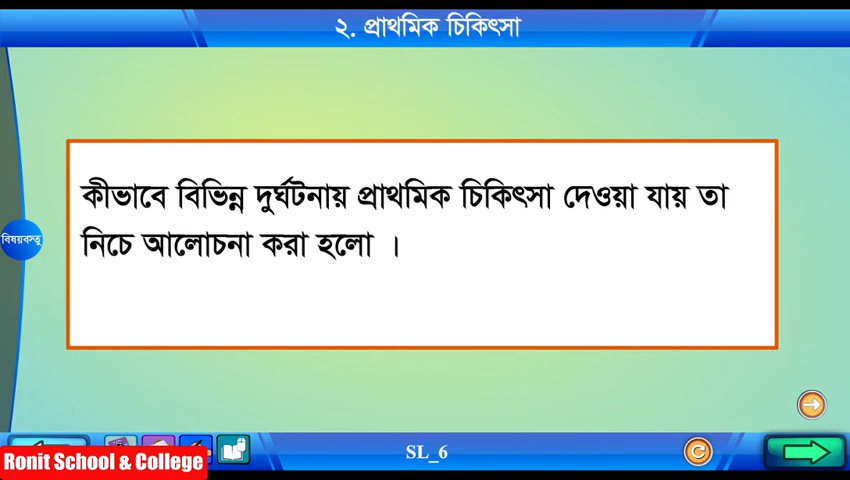 ২. প্রাথমিক চিকিৎসা
কীভাবে বিভিন্ন দুর্ঘটনায় প্রাথমিক চিকিৎসা দেওয়া যায় তা
নিচে আলোচনা করা হলো ।
বিষয়বস্তু
Ronit School & College
SL_6